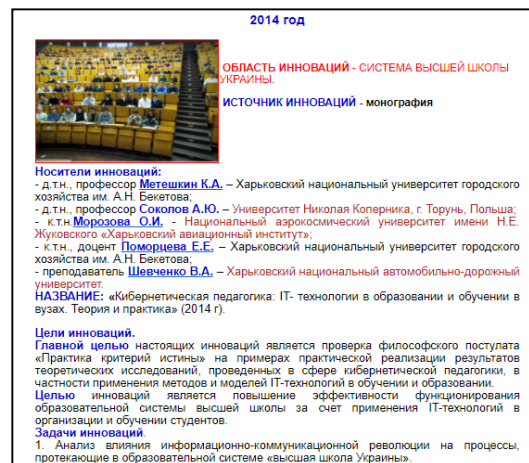 2014 год
ОБЛАСТЬ ИННОВАЦИЙ - СИСТЕМА ВЫСШЕЙ ШКОЛЫ
УКРАИНЫ.
ИСТОЧНИК ИННОВАЦИЙ - монография
Носители инноваций:
- д.т.н., профессор Метешкин К.А. – Харьковский национальный университет городского
хозяйства им. А.Н. Бекетова;
- д.т.н., профессор Соколов А.Ю. – Университет Николая Коперника, г. Торунь, Польша;
- к.т.н.Морозова О.И. - Национальный аэрокосмический университет имени Н.Е.
Жуковского «Харьковский авиационный институт»;
- к.т.н., доцент Поморцева Е.Е. – Харьковский национальный университет городского
хозяйства им. А.Н. Бекетова;
- преподаватель Шевченко В.А. – Харьковский национальный автомобильно-дорожный
университет.
НАЗВАНИЕ: «Кибернетическая педагогика: IT- технологии в образовании и обучении в
вузах. Теория и практика» (2014 г).
Цели инноваций.
Главной целью настоящих инноваций является проверка философского постулата
«Практика критерий истины» на примерах практической реализации результатов
теоретических исследований, проведенных в сфере кибернетической педагогики, в
частности применения методов и моделей IT-технологий в обучении и образовании.
Целью инноваций является повышение эффективности функционирования
образовательной системы высшей школы за счет применения IT-технологий в
организации и обучении студентов.
Задачи инноваций.
1. Анализ влияния информационно-коммуникационной революции на процессы,
протекающие в образовательной системе «высшая школа Украины».